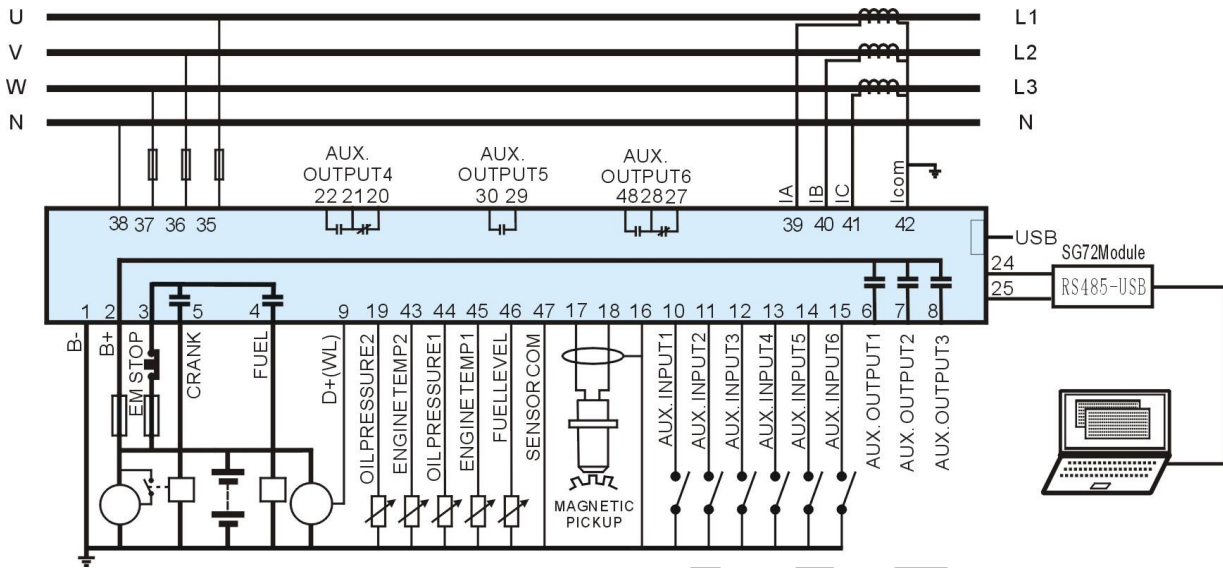 U L1
V L2
W L3
N N
AUX. OUTPUT4
22 21 20
AUX. OUTPUT5
30 29
AUX. OUTPUT6
48 28 27
IA
IB
IC
Icom
38 37 36 35
39 40 41 42
USB
SG72Module
24
25
RS485-USB
1 2 3 5 4 9 19 43 44 45 46 47 17 18 16 10 11 12 13 14 15 6 7 8
B-
B+
EM STOP
CRANK
FUEL
D+(WL)
OILPRESSURE2
ENGINETEMP2
OILPRESSURE1
ENGINETEMP1
FUELLEVEL
SENSORCOM
MAGNETIC
PICKUP
AUX.INPUT1
AUX.INPUT2
AUX.INPUT3
AUX.INPUT4
AUX.INPUT5
AUX.INPUT6
AUX.OUTPUT1
AUX.OUTPUT2
AUX.OUTPUT3